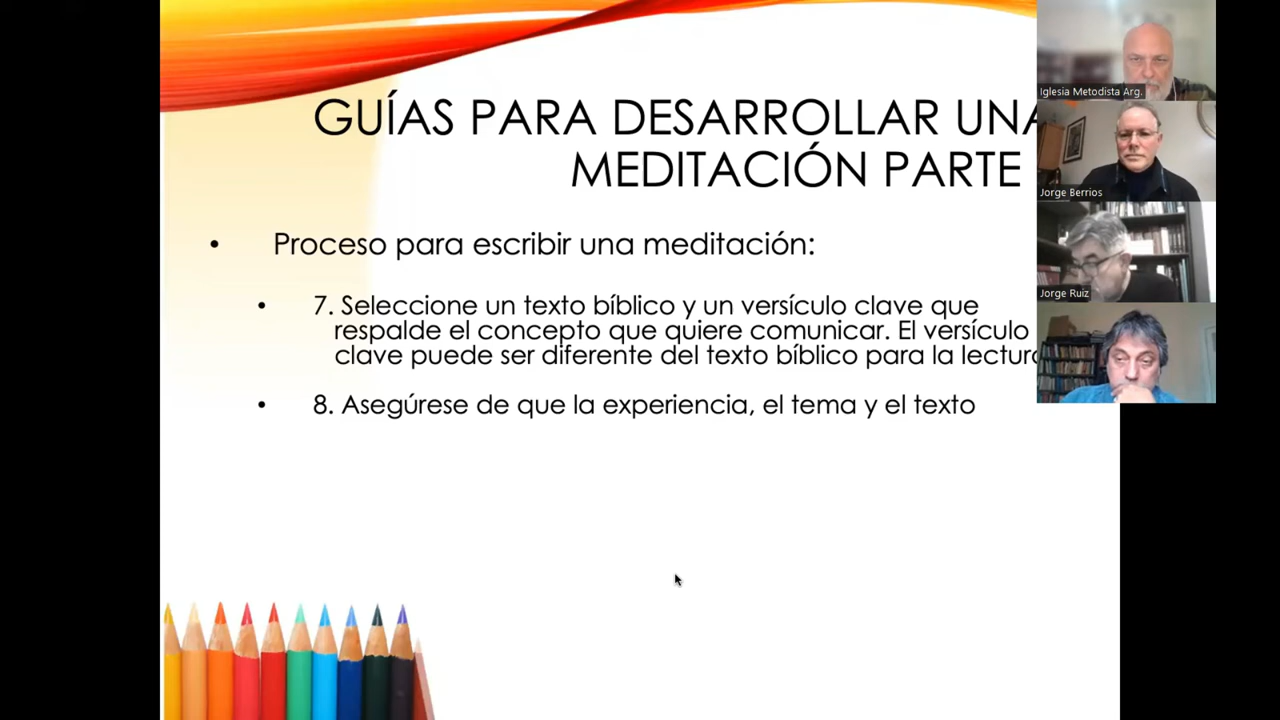 GUÍAS PARA DESARROLLAR UNA
MEDITACIÓN PARTE
• Proceso para escribir una meditación:
• 7. Seleccione un texto bíblico y un versículo clave que
respalde el concepto que quiere comunicar. El versículo
clave puede ser diferente del texto bíblico para la lectura
• 8. Asegúrese de que la experiencia, el tema y el texto
Iglesia Metodista Arg.
Jorge Berrios
Jorge Ruiz